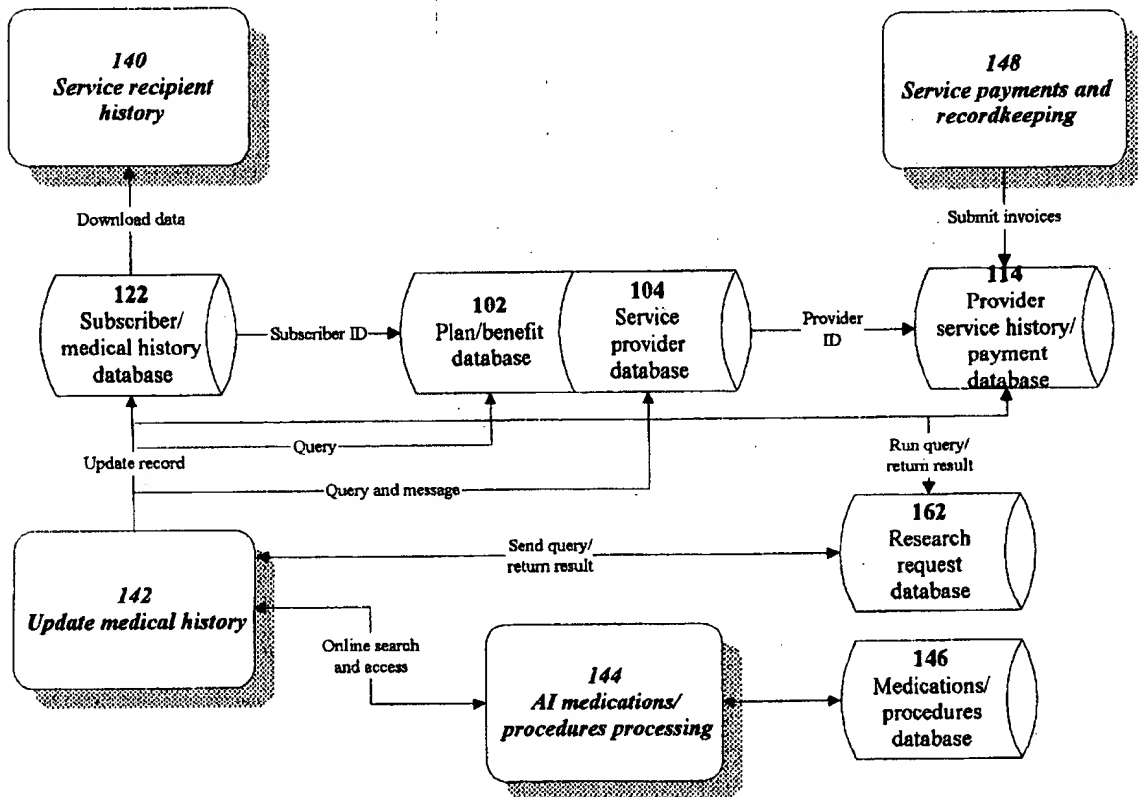 140
Service recipient
history
148
Service payments and
recordkeeping
Download data
Submit invoices
122
Subscriber/
medical history
database
Subscriber ID
102
Plan/benefit
database
104
Service
provider
database
Provider
ID
114
Provider
service history/
payment
database
Query
Update record
Run query/
return result
Query and message
162
Research
request
database
Send query/
return result
142
Update medical history
Online search
and access
144
AI medications/
procedures processing
146
Medications/
procedures
database